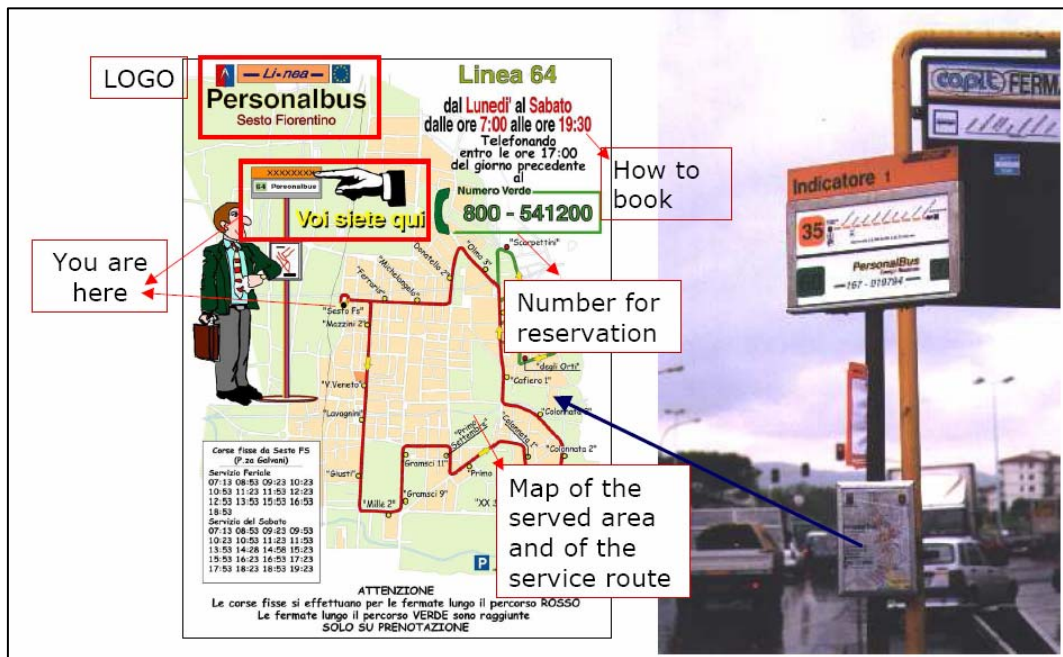 LOGO
Li-nea
Personalbus
Sesto Fiorentino
Linea 64
dal Lunedi' al Sabato
dalle ore 7:00 alle ore 19:30
Telefonando
entro le ore 17:00
del giorno precedente
al
Numero Verde
800 - 541200
How to
book
XXXXXXXX
64 Personalbus
Voi siete qui
You are
here
Number for
reservation
"Scarpettini"
"Olmo 3"
Donatello 2"
"Michelangelo"
"Ferraris"
"Sesto Fs"
"Mazzini 2"
"V.Veneto"
"Lavagnini"
"Giusti"
"Mille 2"
"Gramsci 9"
"Gramsci 11"
"Primo
Settembre"
"Primo
"XX S
"degli Orti"
"Cafiero 1"
"Colonnata
"Colonnata 1"
"Colonnata 2"
Map of the
served area
and of the
service route
P
Corse fisse da Sesto FS
(P.za Galvani)
Servizio Feriale
07:13 08:53 09:23 10:23
10:53 11:23 11:53 12:23
12:53 13:53 15:53 16:53
18:53
Servizio del Sabato
07:13 08:53 09:23 09:53
10:23 10:53 11:23 11:53
13:53 14:28 14:58 15:23
15:53 16:23 16:53 17:23
17:53 18:23 18:53 19:23
ATTENZIONE
Le corse fisse si effettuano per le fermate lungo il percorso ROSSO
Le fermate lungo il percorso VERDE sono raggiunte
SOLO SU PRENOTAZIONE
copit FERMA
Indicatore 1
35
PersonalBus
167-019794